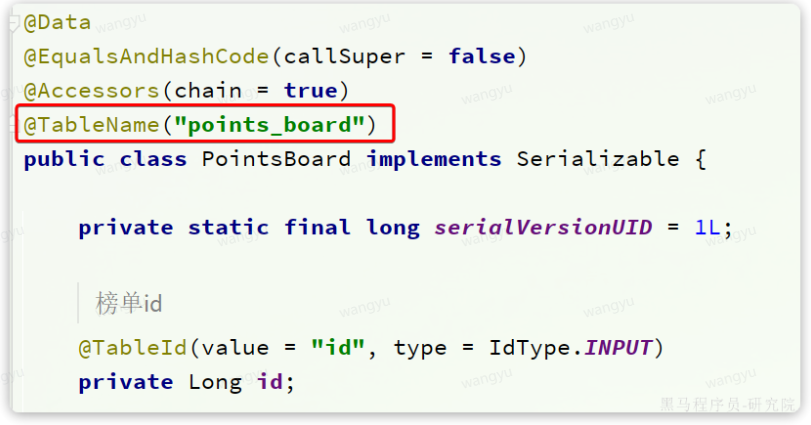 @Data
@EqualsAndHashCode(callSuper = false)
@Accessors(chain = true)
@TableName("points_board")
public class PointsBoard implements Serializable {
private static final long serialVersionUID = 1L;
榜单id
@TableId(value = "id", type = IdType.INPUT)
private Long id;
wangyu
黑马程序员-研究院